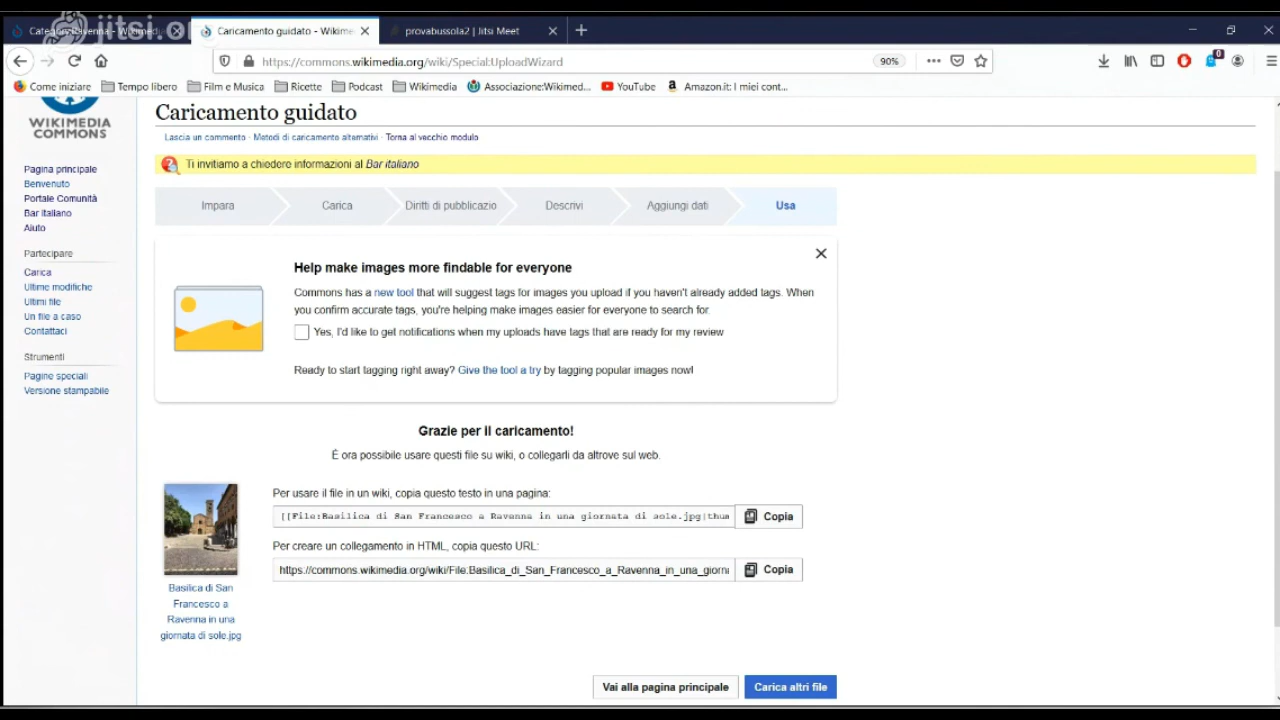 Category:Ravenna - Wikimedi
Caricamento guidato - Wikime
provabussola2 | Jitsi Meet
jitsi.o
https://commons.wikimedia.org/wiki/Special:UploadWizard
90%
0
Come iniziare
Tempo libero
Film e Musica
Ricette
Podcast
Wikimedia
Associazione:Wikimed...
YouTube
Amazon.it: I miei cont...
WIKIMEDIA
COMMONS
Pagina principale
Benvenuto
Portale Comunità
Bar italiano
Aiuto
Partecipare
Carica
Ultime modifiche
Ultimi file
Un file a caso
Contattaci
Strumenti
Pagine speciali
Versione stampabile
Caricamento guidato
Lascia un commento · Metodi di caricamento alternativi · Torna al vecchio modulo
Ti invitiamo a chiedere informazioni al Bar italiano
Impara
Carica
Diritti di pubblicazio
Descrivi
Aggiungi dati
Usa
Help make images more findable for everyone
Commons has a new tool that will suggest tags for images you upload if you haven't already added tags. When
you confirm accurate tags, you're helping make images easier for everyone to search for.
Yes, I'd like to get notifications when my uploads have tags that are ready for my review
Ready to start tagging right away? Give the tool a try by tagging popular images now!
Grazie per il caricamento!
È ora possibile usare questi file su wiki, o collegarli da altrove sul web.
Per usare il file in un wiki, copia questo testo in una pagina:
[[File:Basilica di San Francesco a Ravenna in una giornata di sole.jpg|thum
Copia
Per creare un collegamento in HTML, copia questo URL:
https://commons.wikimedia.org/wiki/File:Basilica_di_San_Francesco_a_Ravenna_in_una_giorna
Copia
Basilica di San
Francesco a
Ravenna in una
giornata di sole.jpg
Vai alla pagina principale
Carica altri file